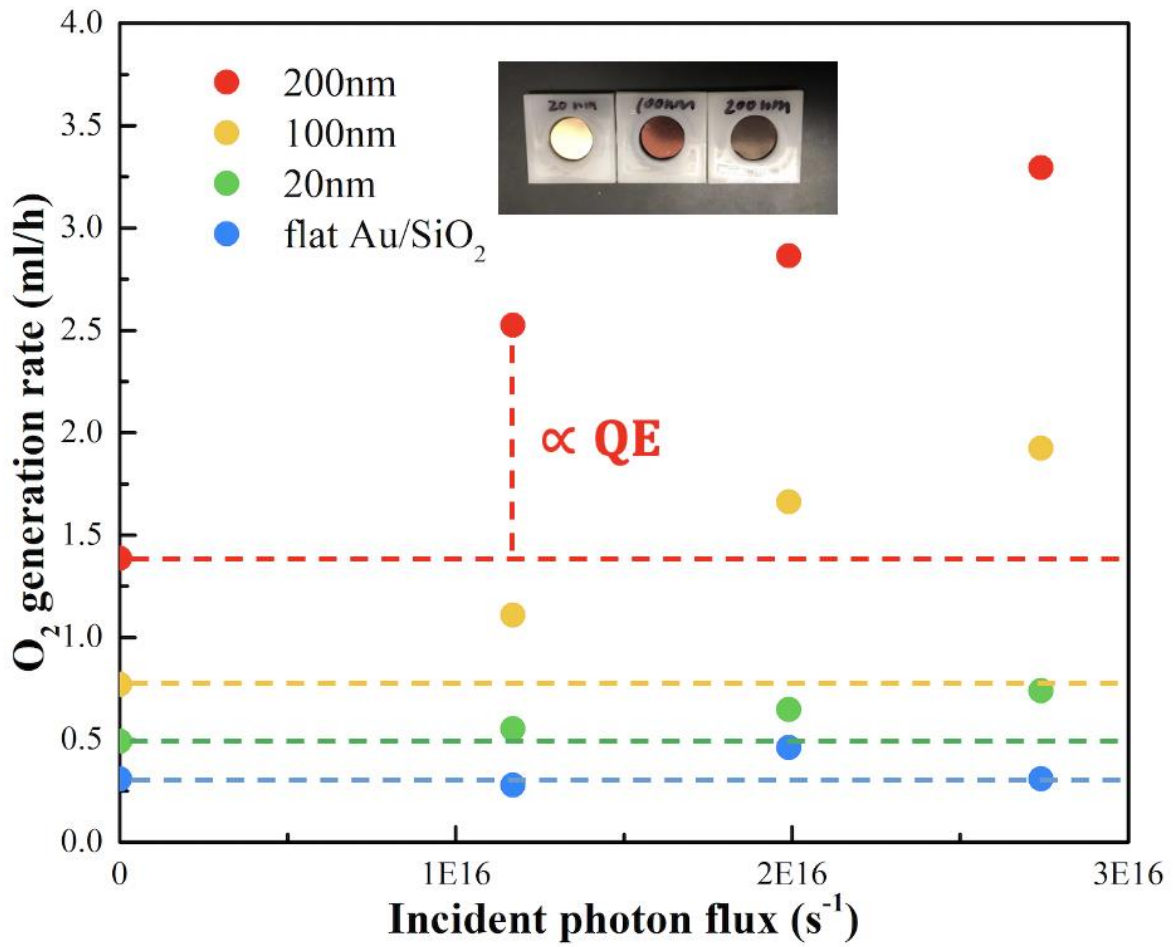 4.0
3.5
3.0
2.5
2.0
1.5
1.0
0.5
0.0
O₂ generation rate (ml/h)
200nm
100nm
20nm
flat Au/SiO₂
20 nm
100nm
200nm
∝ QE
0
1E16
2E16
3E16
Incident photon flux (s⁻¹)